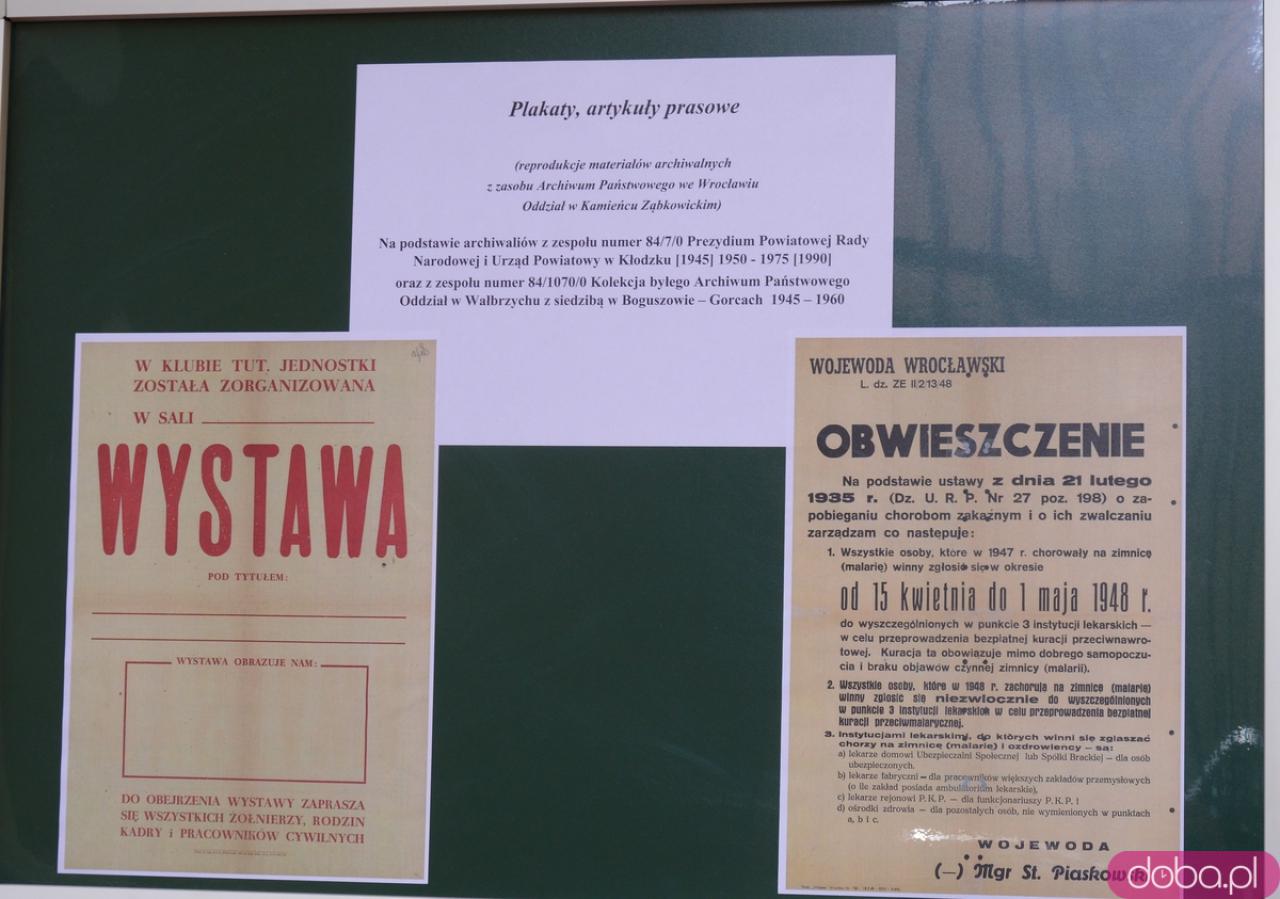 Plakaty, artykuły prasowe
(reprodukcje materiałów archiwalnych
z zasobu Archiwum Państwowego we Wrocławiu
Oddział w Kamieńcu Ząbkowickim)
Na podstawie archiwaliów z zespołu numer 84/7/0 Prezydium Powiatowej Rady
Narodowej i Urząd Powiatowy w Kłodzku [1945] 1950 - 1975 [1990]
oraz z zespołu numer 84/1070/0 Kolekcja byłego Archiwum Państwowego
Oddział w Wałbrzychu z siedzibą w Boguszowie – Gorcach 1945 – 1960
W KLUBIE TUT. JEDNOSTKI
ZOSTAŁA ZORGANIZOWANA
W SALI
WYSTAWA
POD TYTUŁEM:
WYSTAWA OBRAZUJE NAM:
DO OBEJRZENIA WYSTAWY ZAPRASZA
SIĘ WSZYSTKICH ŻOŁNIERZY, RODZIN
KADRY i PRACOWNIKÓW CYWILNYCH
WOJEWODA WROCŁAWSKI
L. dz. ZE II/2/13/48
OBWIESZCZENIE
Na podstawie ustawy z dnia 21 lutego
1935 r. (Dz. U. R. P. Nr 27 poz. 198) o za-
pobieganiu chorobom zakaźnym i o ich zwalczaniu
zarządzam co następuje:
1. Wszystkie osoby, które w 1947 r. chorowały na zimnicę
(malarię) winny zgłosić się w okresie
od 15 kwietnia do 1 maja 1948 r.
do wyszczególnionych w punkcie 3 instytucji lekarskich —
w celu przeprowadzenia bezpłatnej kuracji przeciwnawro-
towej. Kuracja ta obowiązuje mimo dobrego samopoczu-
cia i braku objawów czynnej zimnicy (malarii).
2. Wszystkie osoby, które w 1948 r. zachorują na zimnicę (malarię)
winny zgłosić się niezwłocznie do wyszczególnionych
w punkcie 3 instytucji lekarskich w celu przeprowadzenia bezpłatnej
kuracji przeciwmalarycznej.
3. Instytucjami lekarskimi, do których winni się zgłaszać
chorzy na zimnicę (malarię) i ozdrowieńcy — są:
a) lekarze domowi Ubezpieczalni Społecznej lub Spółki Brackiej — dla osób
ubezpieczonych.
b) lekarze fabryczni — dla pracowników większych zakładów przemysłowych
(o ile zakład posiada ambulatorium lekarskie),
c) lekarze rejonowi P. K. P. — dla funkcjonariuszy P. K. P. i
d) ośrodki zdrowia — dla pozostałych osób, nie wymienionych w punktach
a, b i c.
WOJEWODA
(—) Mgr St. Piaskowski
doba.pl